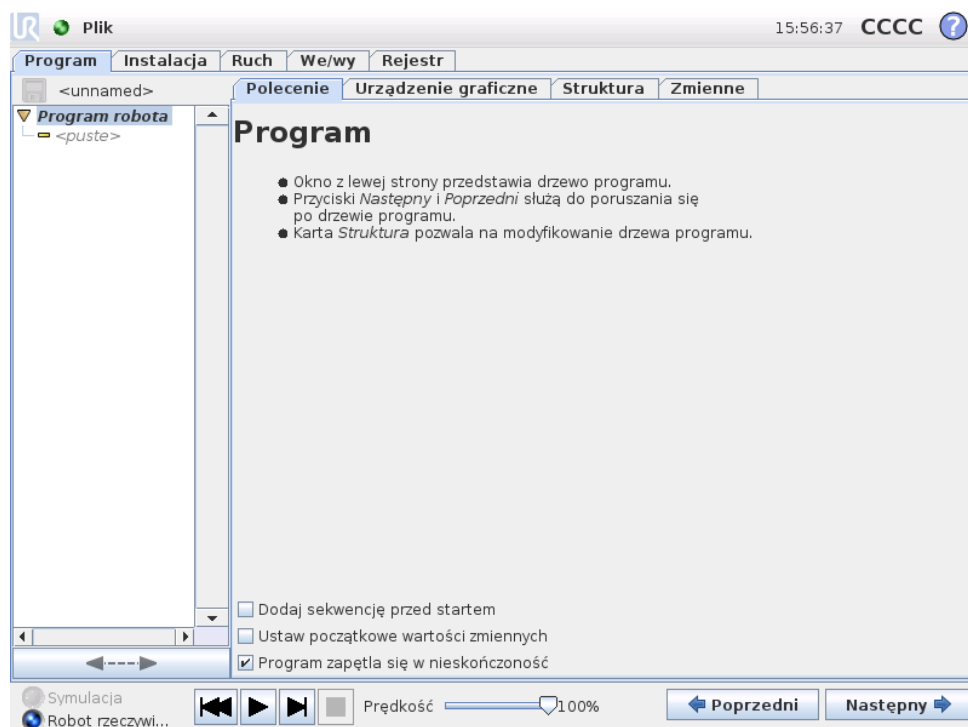 UR Plik 15:56:37 CCCC ?
Program Instalacja Ruch We/wy Rejestr
<unnamed>
Polecenie Urządzenie graficzne Struktura Zmienne
Program robota
<puste>
Program
Okno z lewej strony przedstawia drzewo programu.
Przyciski Następny i Poprzedni służą do poruszania się
po drzewie programu.
Karta Struktura pozwala na modyfikowanie drzewa programu.
Dodaj sekwencję przed startem
Ustaw początkowe wartości zmiennych
Program zapętla się w nieskończoność
Symulacja
Robot rzeczywi...
Prędkość 100%
Poprzedni Następny